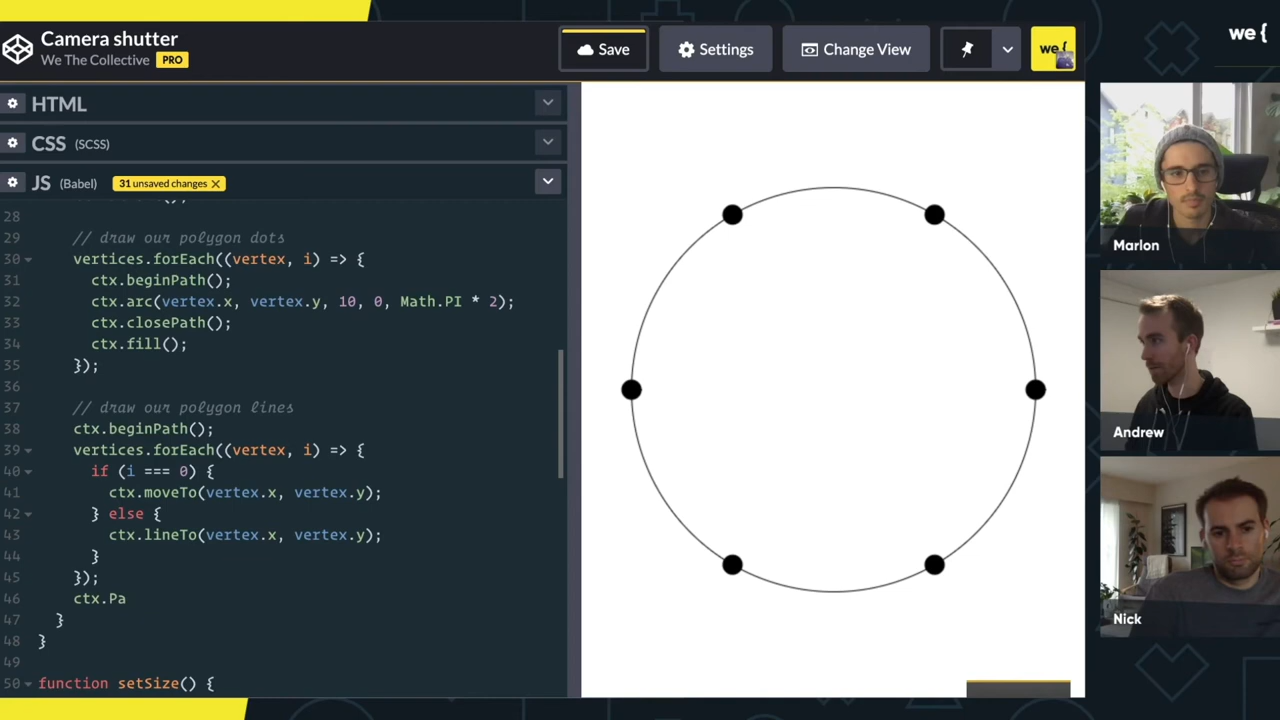 Camera shutter
We The Collective PRO
Save
Settings
Change View
we {
we {
HTML
CSS (SCSS)
JS (Babel) 31 unsaved changes ×
28
29 // draw our polygon dots
30 vertices.forEach((vertex, i) => {
31 ctx.beginPath();
32 ctx.arc(vertex.x, vertex.y, 10, 0, Math.PI * 2);
33 ctx.closePath();
34 ctx.fill();
35 });
36
37 // draw our polygon lines
38 ctx.beginPath();
39 vertices.forEach((vertex, i) => {
40 if (i === 0) {
41 ctx.moveTo(vertex.x, vertex.y);
42 } else {
43 ctx.lineTo(vertex.x, vertex.y);
44 }
45 });
46 ctx.Pa
47 }
48 }
49
50 function setSize() {
Marlon
Andrew
Nick